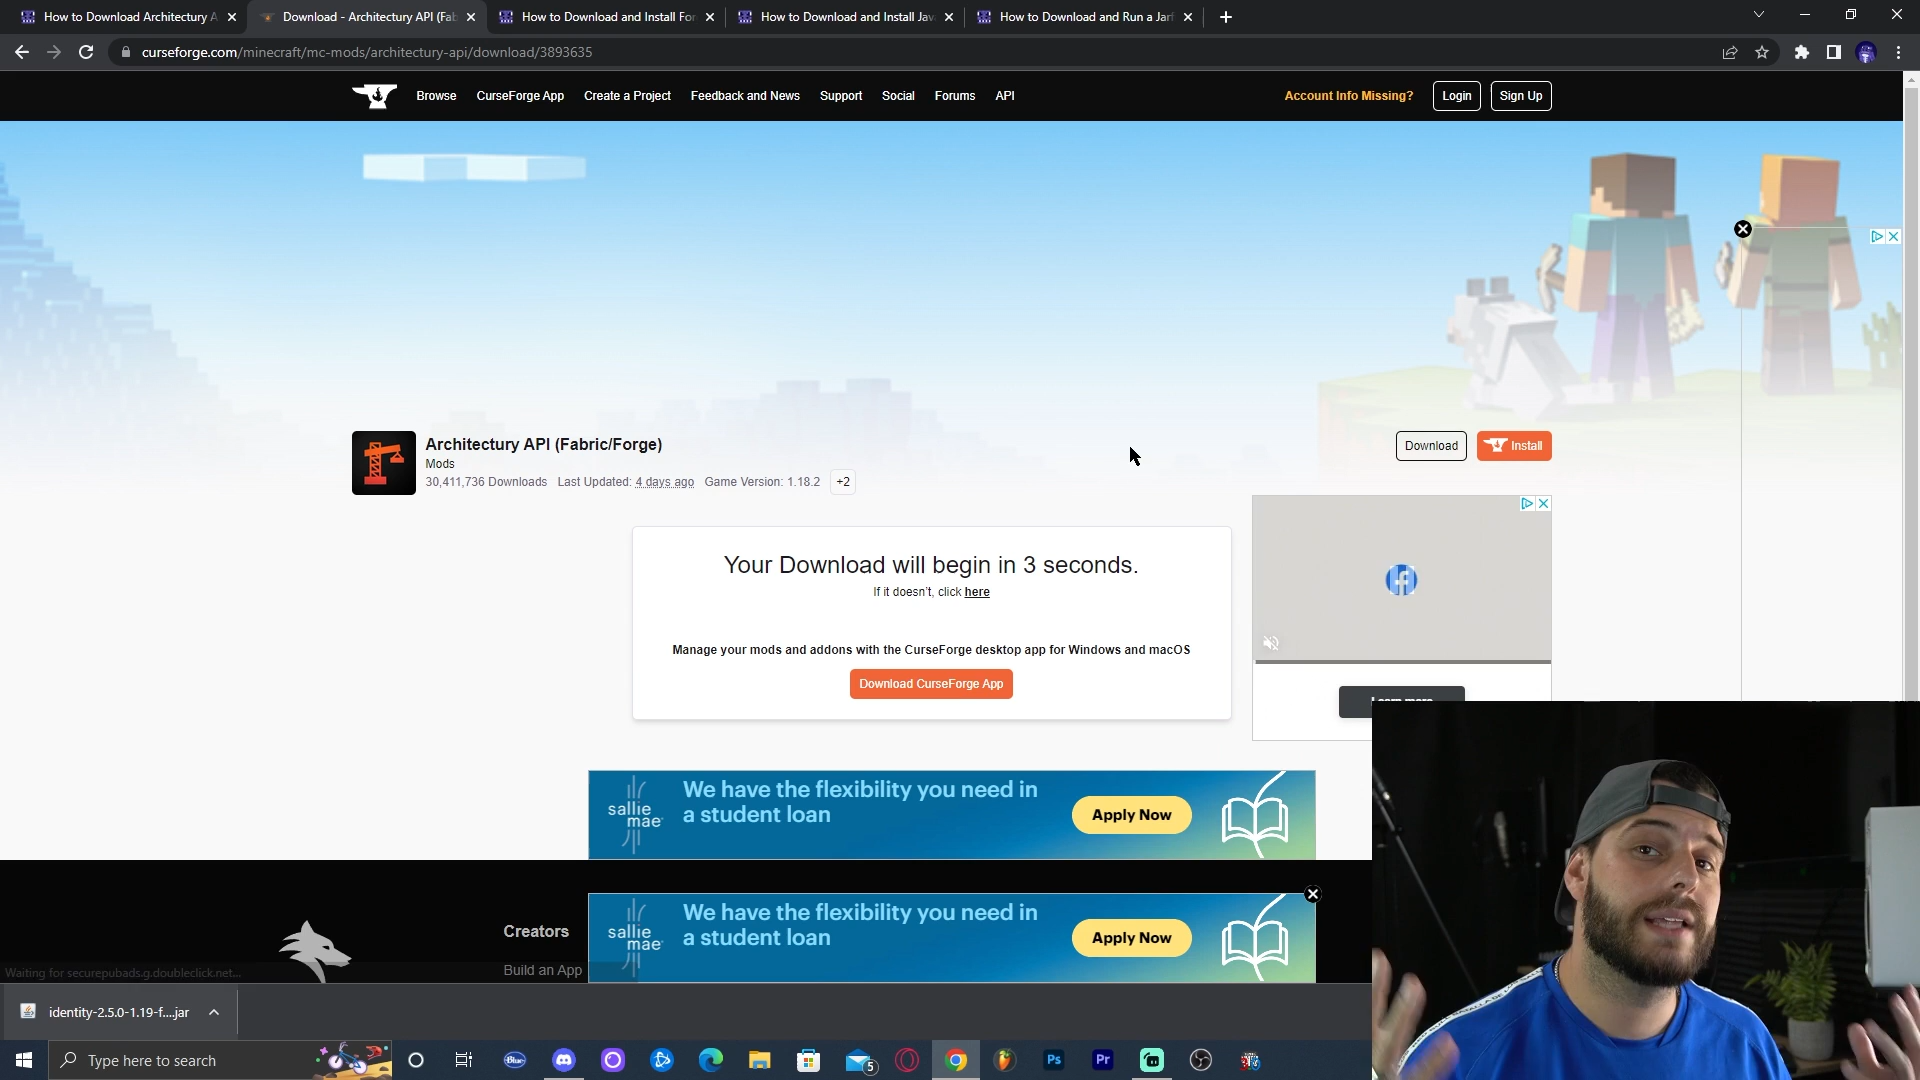 How to Download Architectury A
Download - Architectury API (Fab
How to Download and Install For
How to Download and Install Java
How to Download and Run a Jarf
curseforge.com/minecraft/mc-mods/architectury-api/download/3893635
Browse
CurseForge App
Create a Project
Feedback and News
Support
Social
Forums
API
Account Info Missing?
Login
Sign Up
Architectury API (Fabric/Forge)
Mods
30,411,736 Downloads Last Updated: 4 days ago Game Version: 1.18.2 +2
Download
Install
Your Download will begin in 3 seconds.
If it doesn't, click here
Manage your mods and addons with the CurseForge desktop app for Windows and macOS
Download CurseForge App
Learn more
sallie mae
We have the flexibility you need in
a student loan
Apply Now
Creators
Build an App
sallie mae
We have the flexibility you need in
a student loan
Apply Now
Waiting for securepubads.g.doubleclick.net...
identity-2.5.0-1.19-f....jar
Type here to search
Blue
5
Ps
Pr